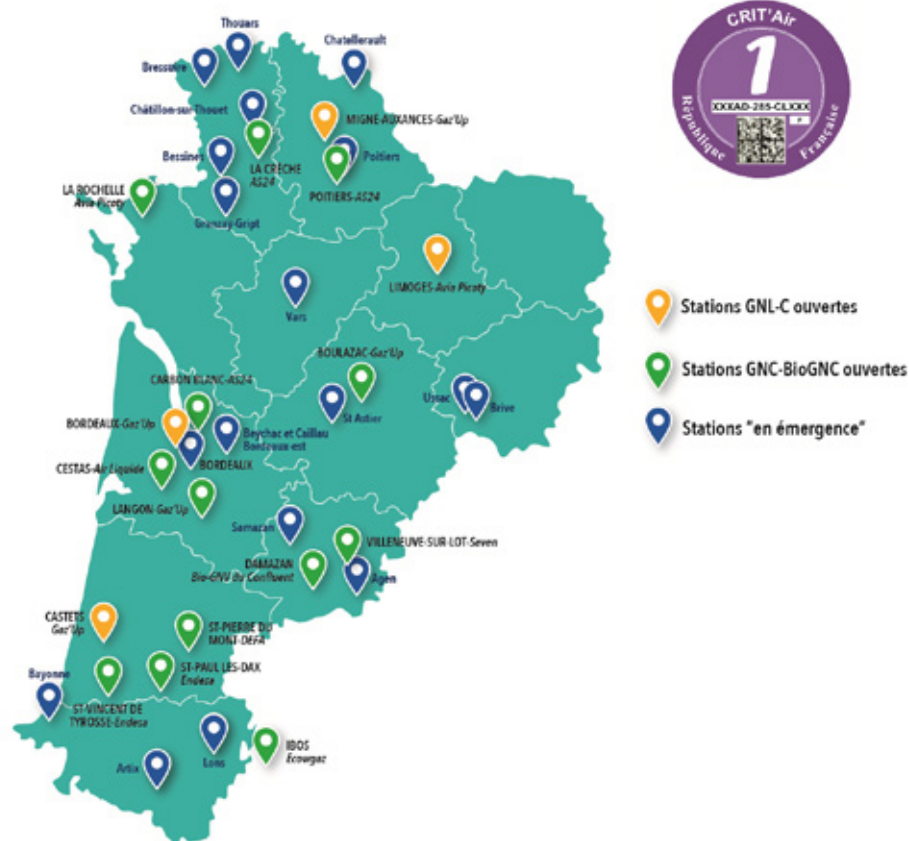 Thouars
Chatellerault
Bressuire
CRIT'Air
1
XXXAD-285-CLXXX
P
République
Française
Châtillon-sur-Thouet
MIGNE-AUXANCES-Gaz'Up
Bessines
LA CRÈCHE
AS24
Poitiers
POITIERS-AS24
LA ROCHELLE
Avia Picoty
Granzay-Gript
LIMOGES-Avia Picoty
Vars
Stations GNL-C ouvertes
Stations GNC-BioGNC ouvertes
Stations "en émergence"
BOULAZAC-Gaz'Up
CARBON BLANC-AS24
St Astier
Ussac
Brive
BORDEAUX-Gaz'Up
Beychac et Caillau
Bordeaux-est
BORDEAUX
CESTAS-Air Liquide
LANGON-Gaz'Up
Samazan
VILLENEUVE-SUR-LOT-Seven
DAMAZAN
Bio-GNV du Confluent
Agen
CASTETS
Gaz'Up
ST-PIERRE DU
MONT-DEFA
ST-PAUL LES-DAX
Endesa
Bayonne
ST-VINCENT DE
TYROSSE-Endesa
IBOS
Ecowgaz
Lons
Artix